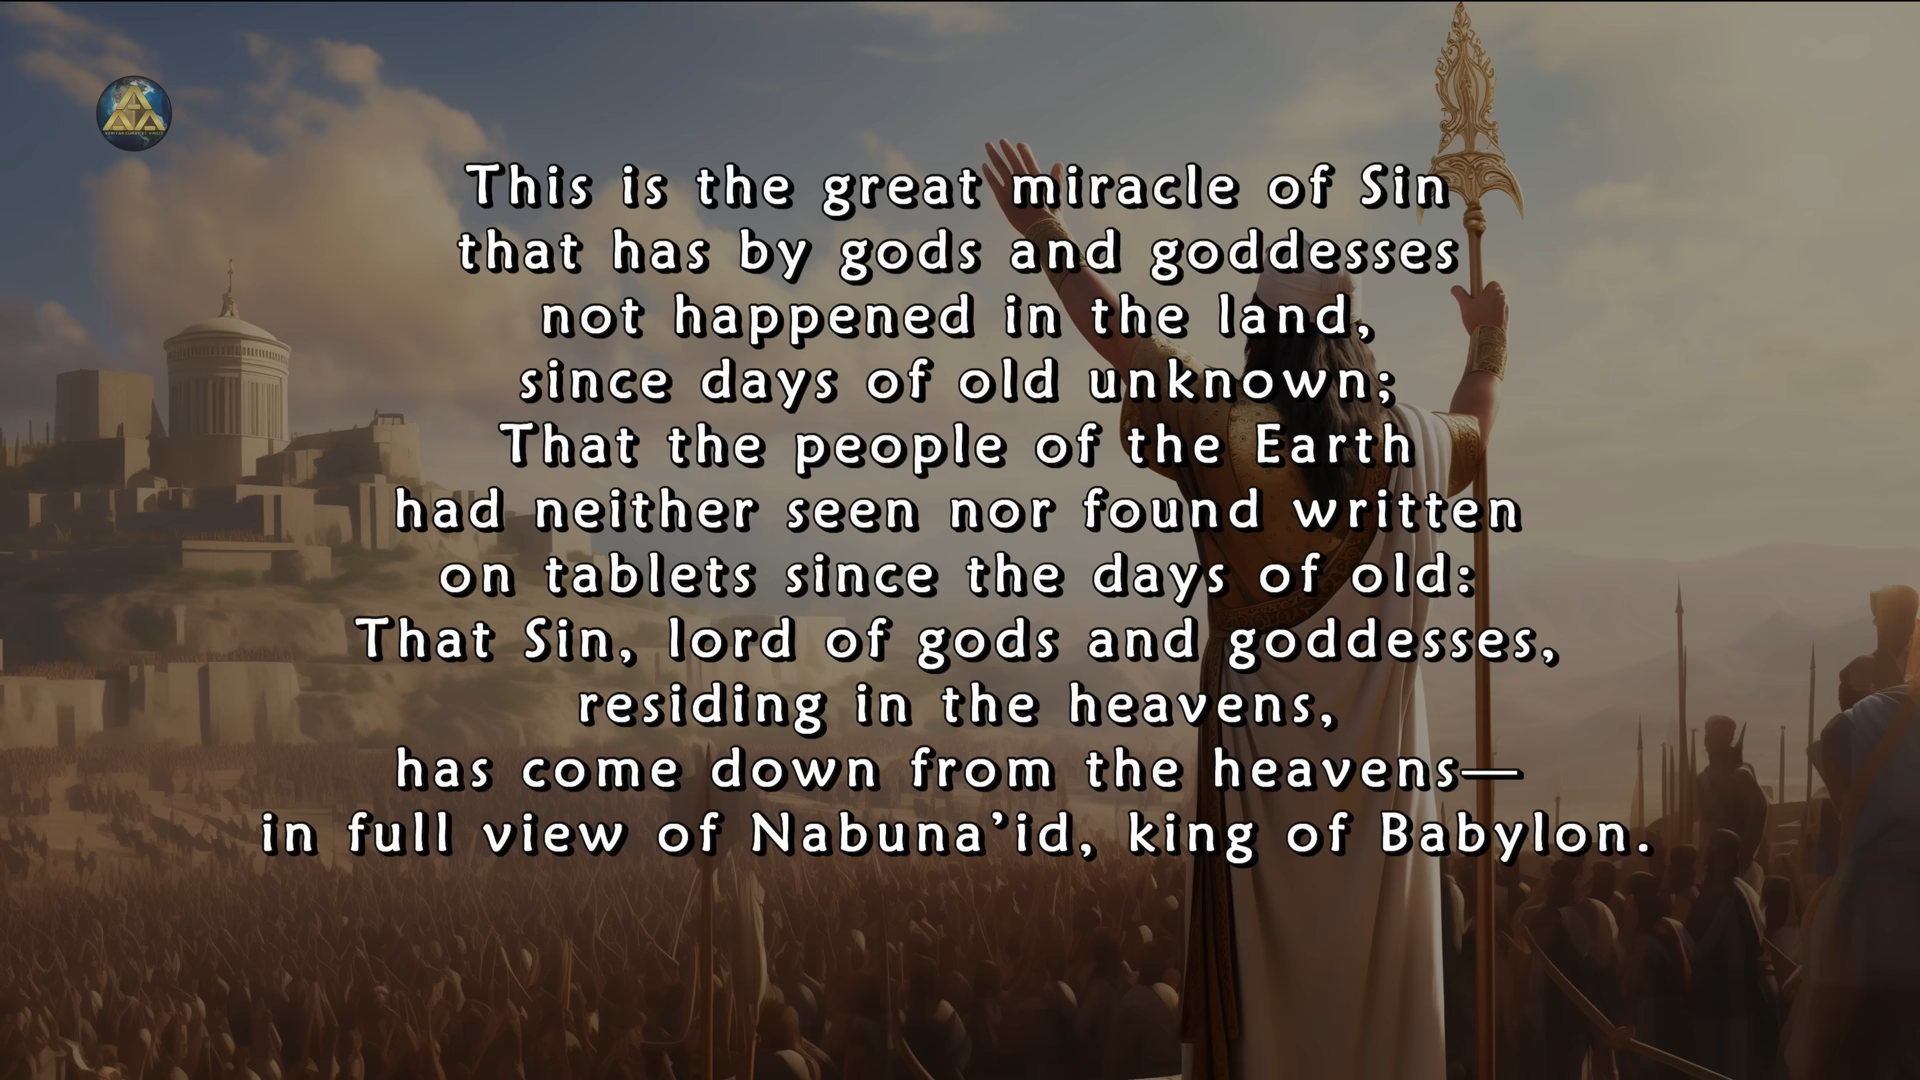 This is the great miracle of Sin
that has by gods and goddesses
not happened in the land,
since days of old unknown;
That the people of the Earth
had neither seen nor found written
on tablets since the days of old:
That Sin, lord of gods and goddesses,
residing in the heavens,
has come down from the heavens—
in full view of Nabuna’id, king of Babylon.